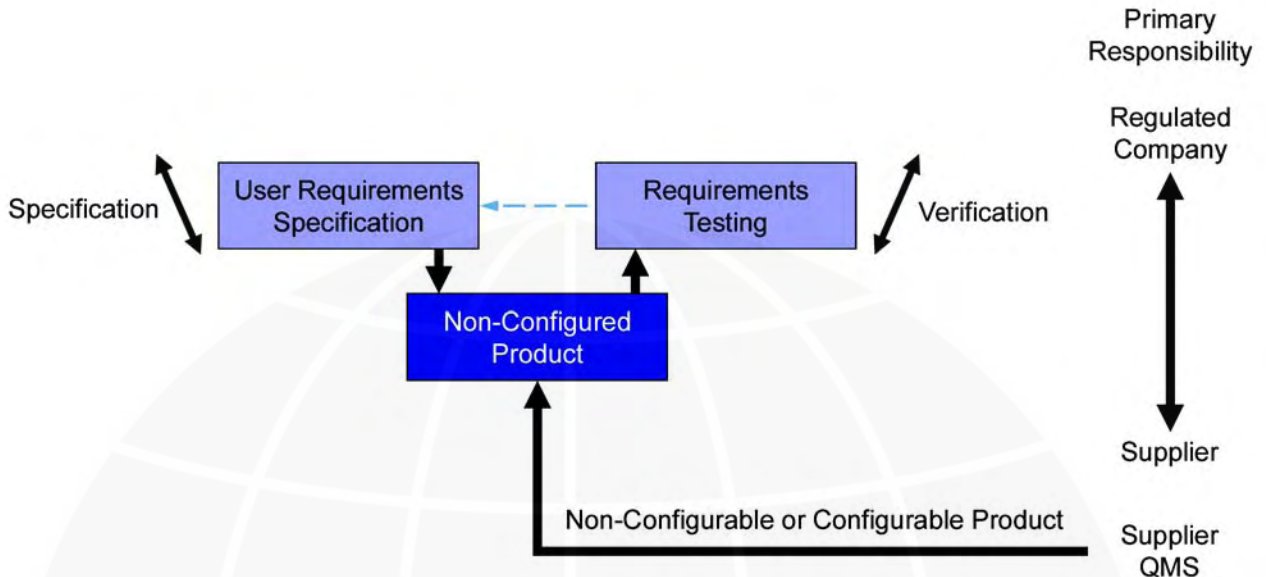 Primary
Responsibility
Regulated
Company
Specification
User Requirements
Specification
Requirements
Testing
Verification
Non-Configured
Product
Supplier
Non-Configurable or Configurable Product
Supplier
QMS